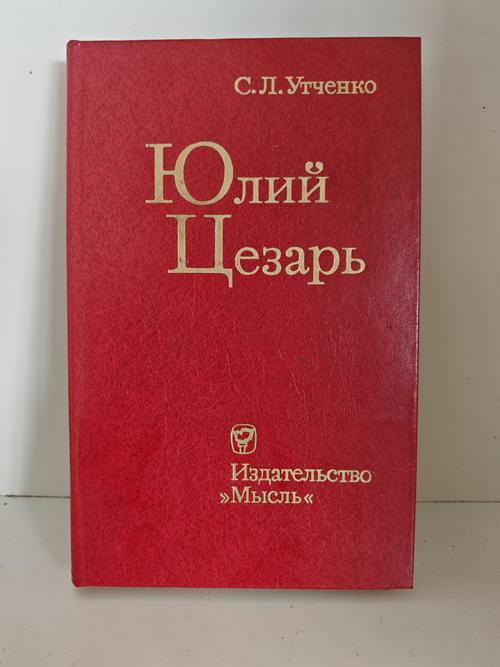 С.Л.Утченко
Юлий
Цезарь
Издательство
„Мысль“